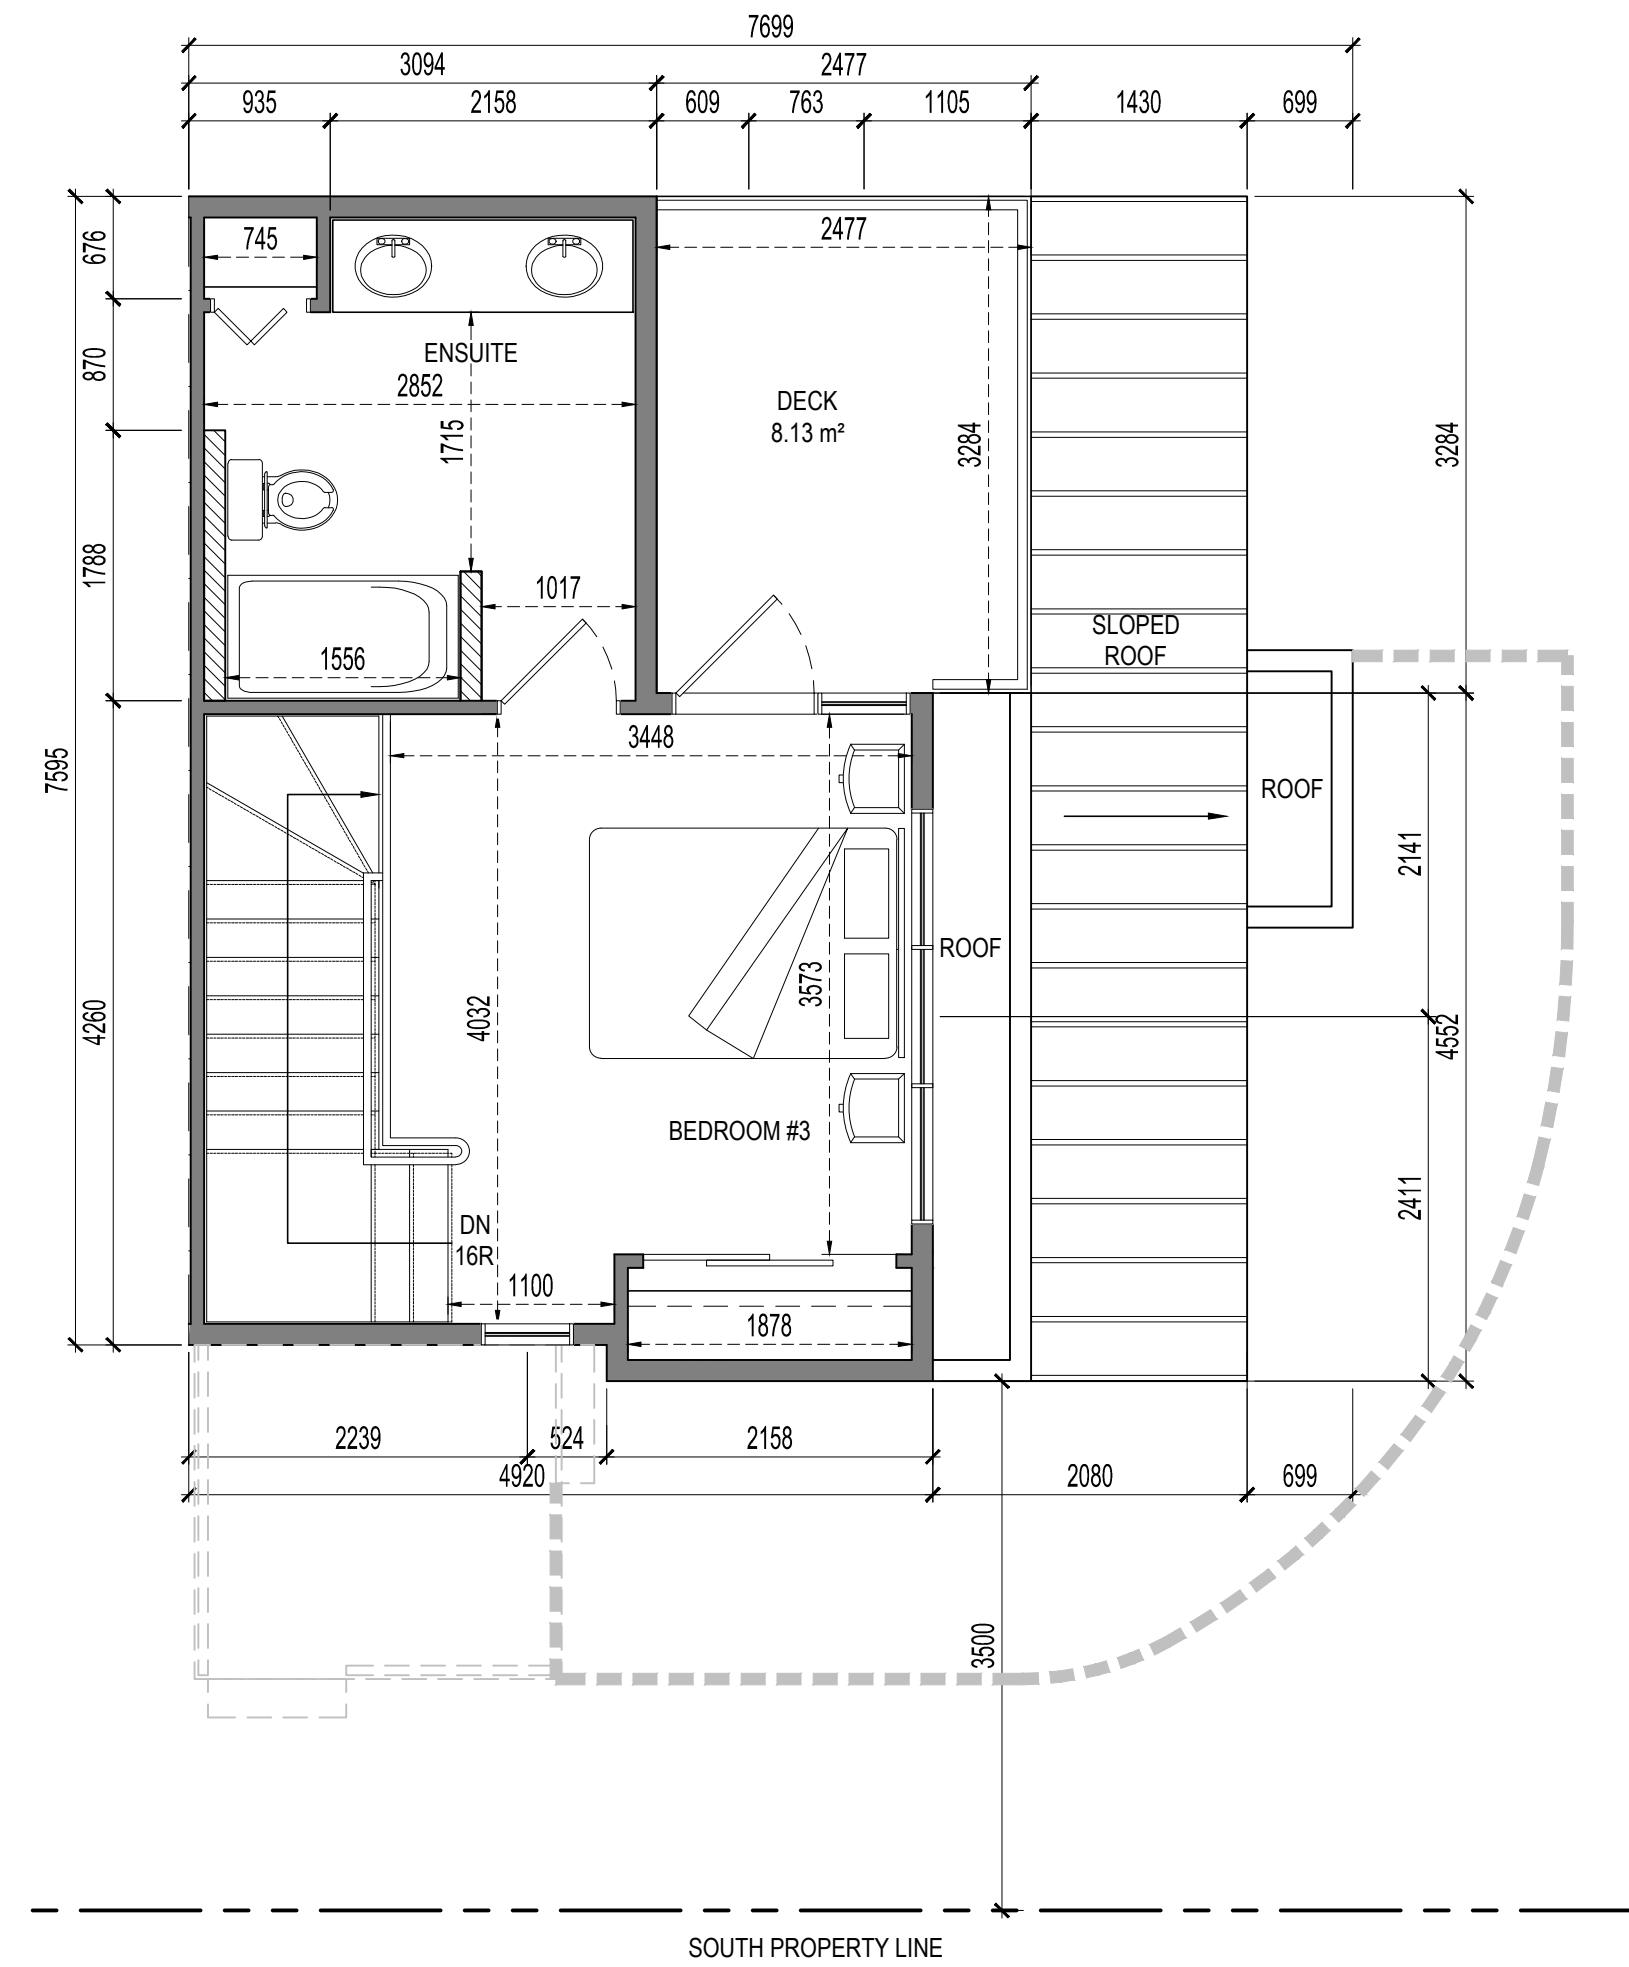 7699
3094 2477
935 2158 609 763 1105 1430 699
676
745
2477
870
ENSUITE
2852
1715
DECK
8.13 m²
3284
3284
1788
1017
1556
SLOPED
ROOF
7595
3448
ROOF
2141
4260
4032
3573
ROOF
4552
BEDROOM #3
2411
DN
16R
1100
1878
2239 524 2158
4920 2080 699
3500
SOUTH PROPERTY LINE